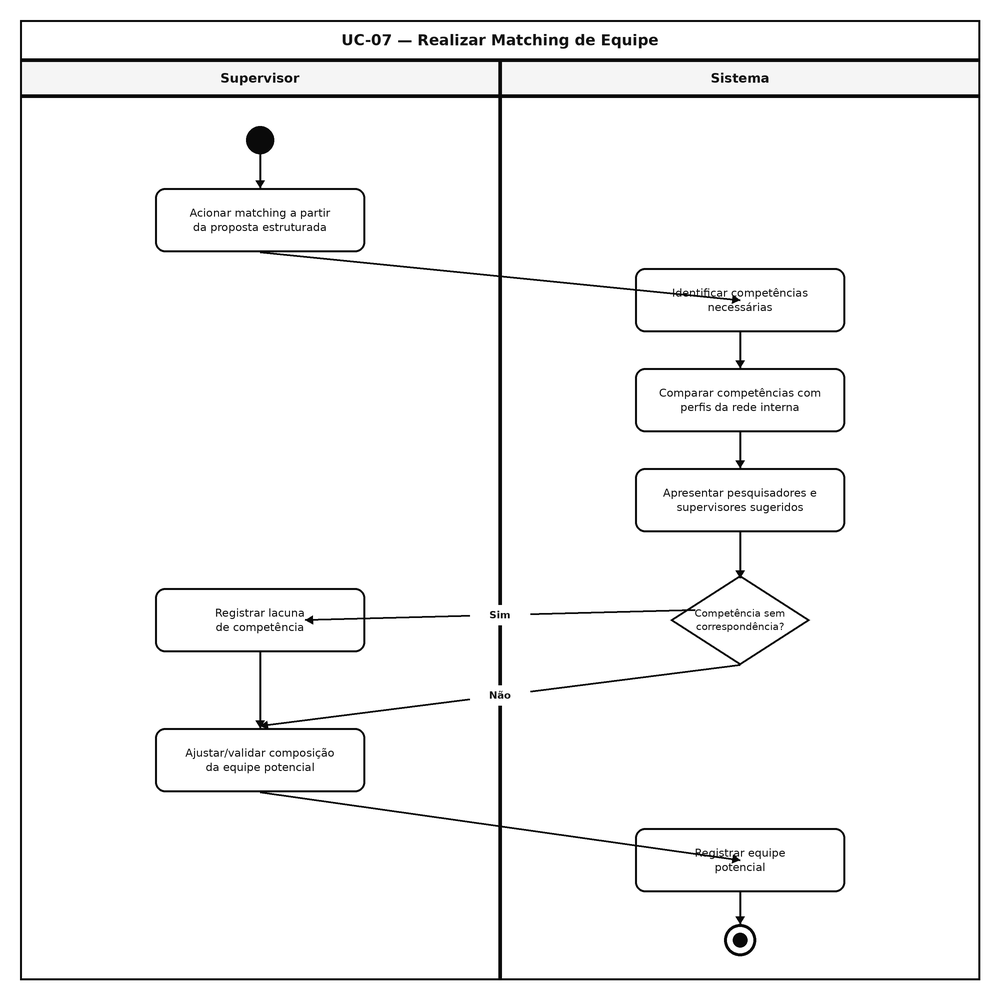 UC-07 — Realizar Matching de Equipe
Supervisor
Sistema
Acionar matching a partir
da proposta estruturada
Identificar competências
necessárias
Comparar competências com
perfis da rede interna
Apresentar pesquisadores e
supervisores sugeridos
Competência sem
correspondência?
Sim
Registrar lacuna
de competência
Não
Ajustar/validar composição
da equipe potencial
Registrar equipe
potencial